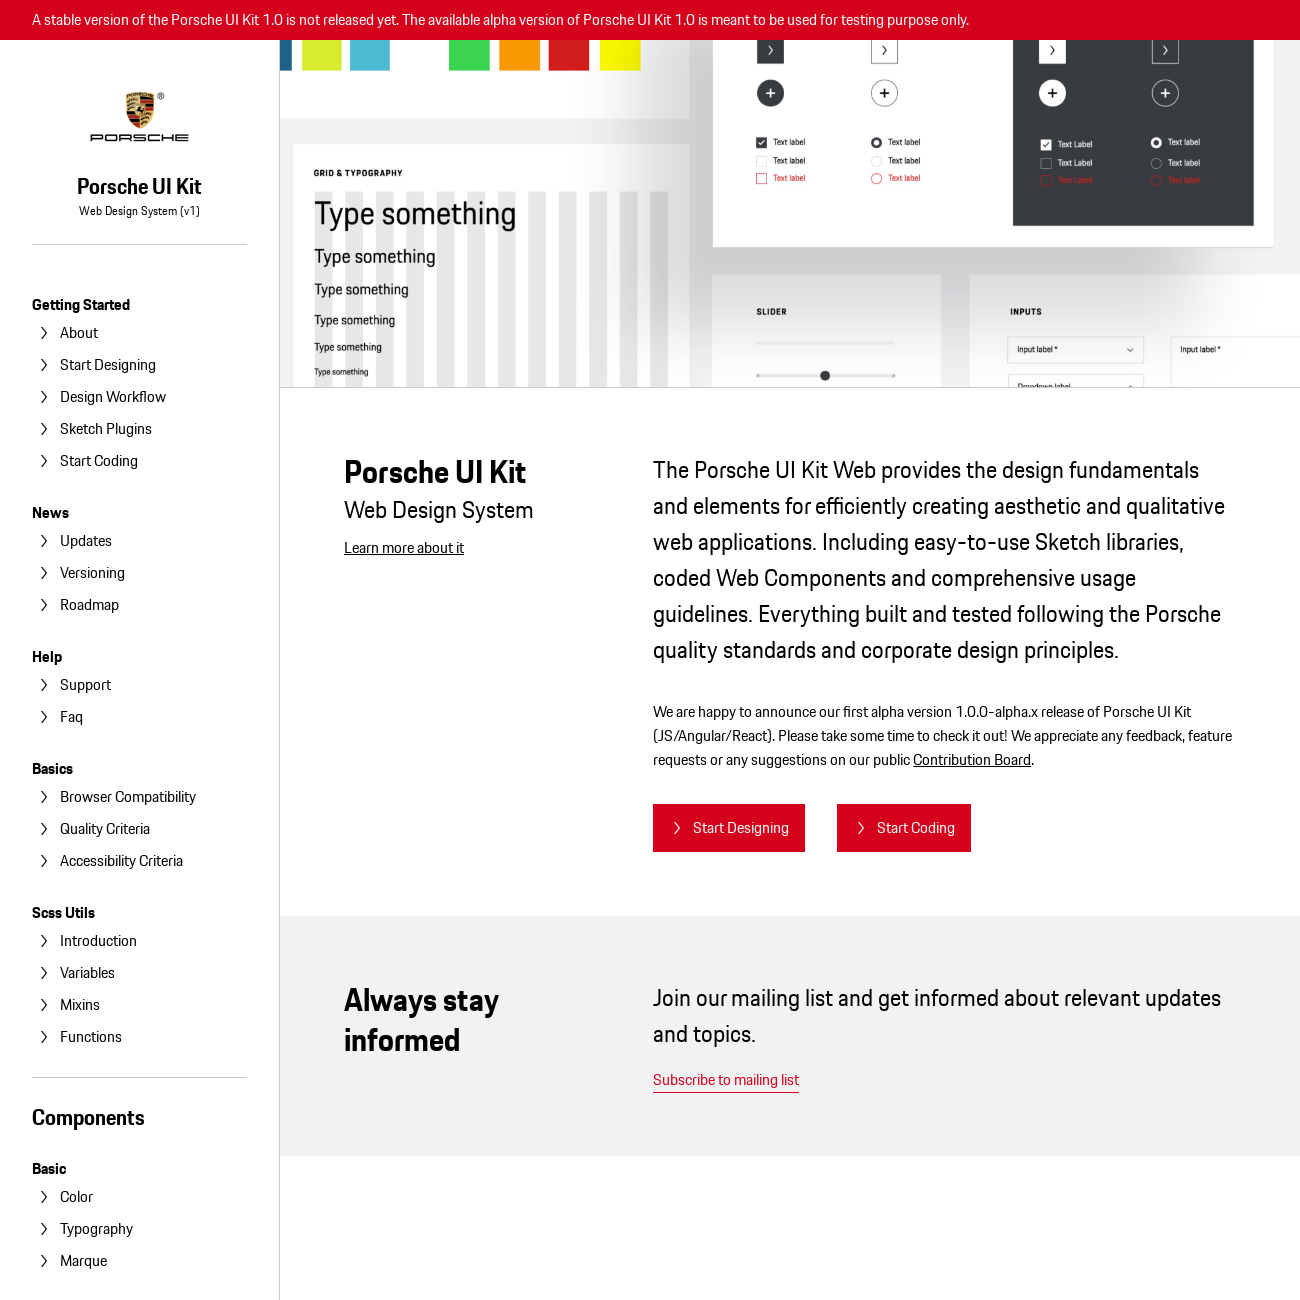 A stable version of the Porsche UI Kit 1.0 is not released yet. The available alpha version of Porsche UI Kit 1.0 is meant to be used for testing purpose only.
PORSCHE
®
PORSCHE
Porsche UI Kit
Web Design System (v1)
Getting Started
About
Start Designing
Design Workflow
Sketch Plugins
Start Coding
News
Updates
Versioning
Roadmap
Help
Support
Faq
Basics
Browser Compatibility
Quality Criteria
Accessibility Criteria
Scss Utils
Introduction
Variables
Mixins
Functions
Components
Basic
Color
Typography
Marque
GRID & TYPOGRAPHY
Type something
Type something
Type something
Type something
Type something
Type something
Text label
Text label
Text label
Text label
Text label
Text label
Text Label
Text Label
Text Label
Text label
Text label
Text label
SLIDER
INPUTS
Input label *
Input label *
Dropdown label
Porsche UI Kit
Web Design System
Learn more about it
The Porsche UI Kit Web provides the design fundamentals
and elements for efficiently creating aesthetic and qualitative
web applications. Including easy-to-use Sketch libraries,
coded Web Components and comprehensive usage
guidelines. Everything built and tested following the Porsche
quality standards and corporate design principles.
We are happy to announce our first alpha version 1.0.0-alpha.x release of Porsche UI Kit
(JS/Angular/React). Please take some time to check it out! We appreciate any feedback, feature
requests or any suggestions on our public Contribution Board.
Start Designing
Start Coding
Always stay
informed
Join our mailing list and get informed about relevant updates
and topics.
Subscribe to mailing list